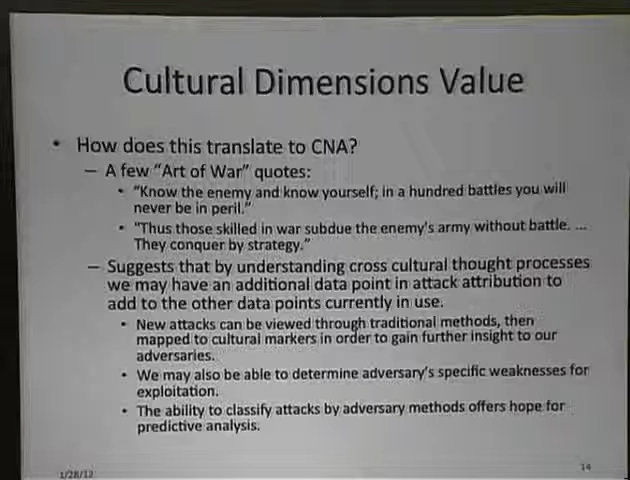 Cultural Dimensions Value
• How does this translate to CNA?
– A few “Art of War” quotes:
• “Know the enemy and know yourself; in a hundred battles you will
never be in peril.”
• “Thus those skilled in war subdue the enemy's army without battle. ...
They conquer by strategy.”
– Suggests that by understanding cross cultural thought processes
we may have an additional data point in attack attribution to
add to the other data points currently in use.
• New attacks can be viewed through traditional methods, then
mapped to cultural markers in order to gain further insight to our
adversaries.
• We may also be able to determine adversary's specific weaknesses for
exploitation.
• The ability to classify attacks by adversary methods offers hope for
predictive analysis.
1/28/12
14